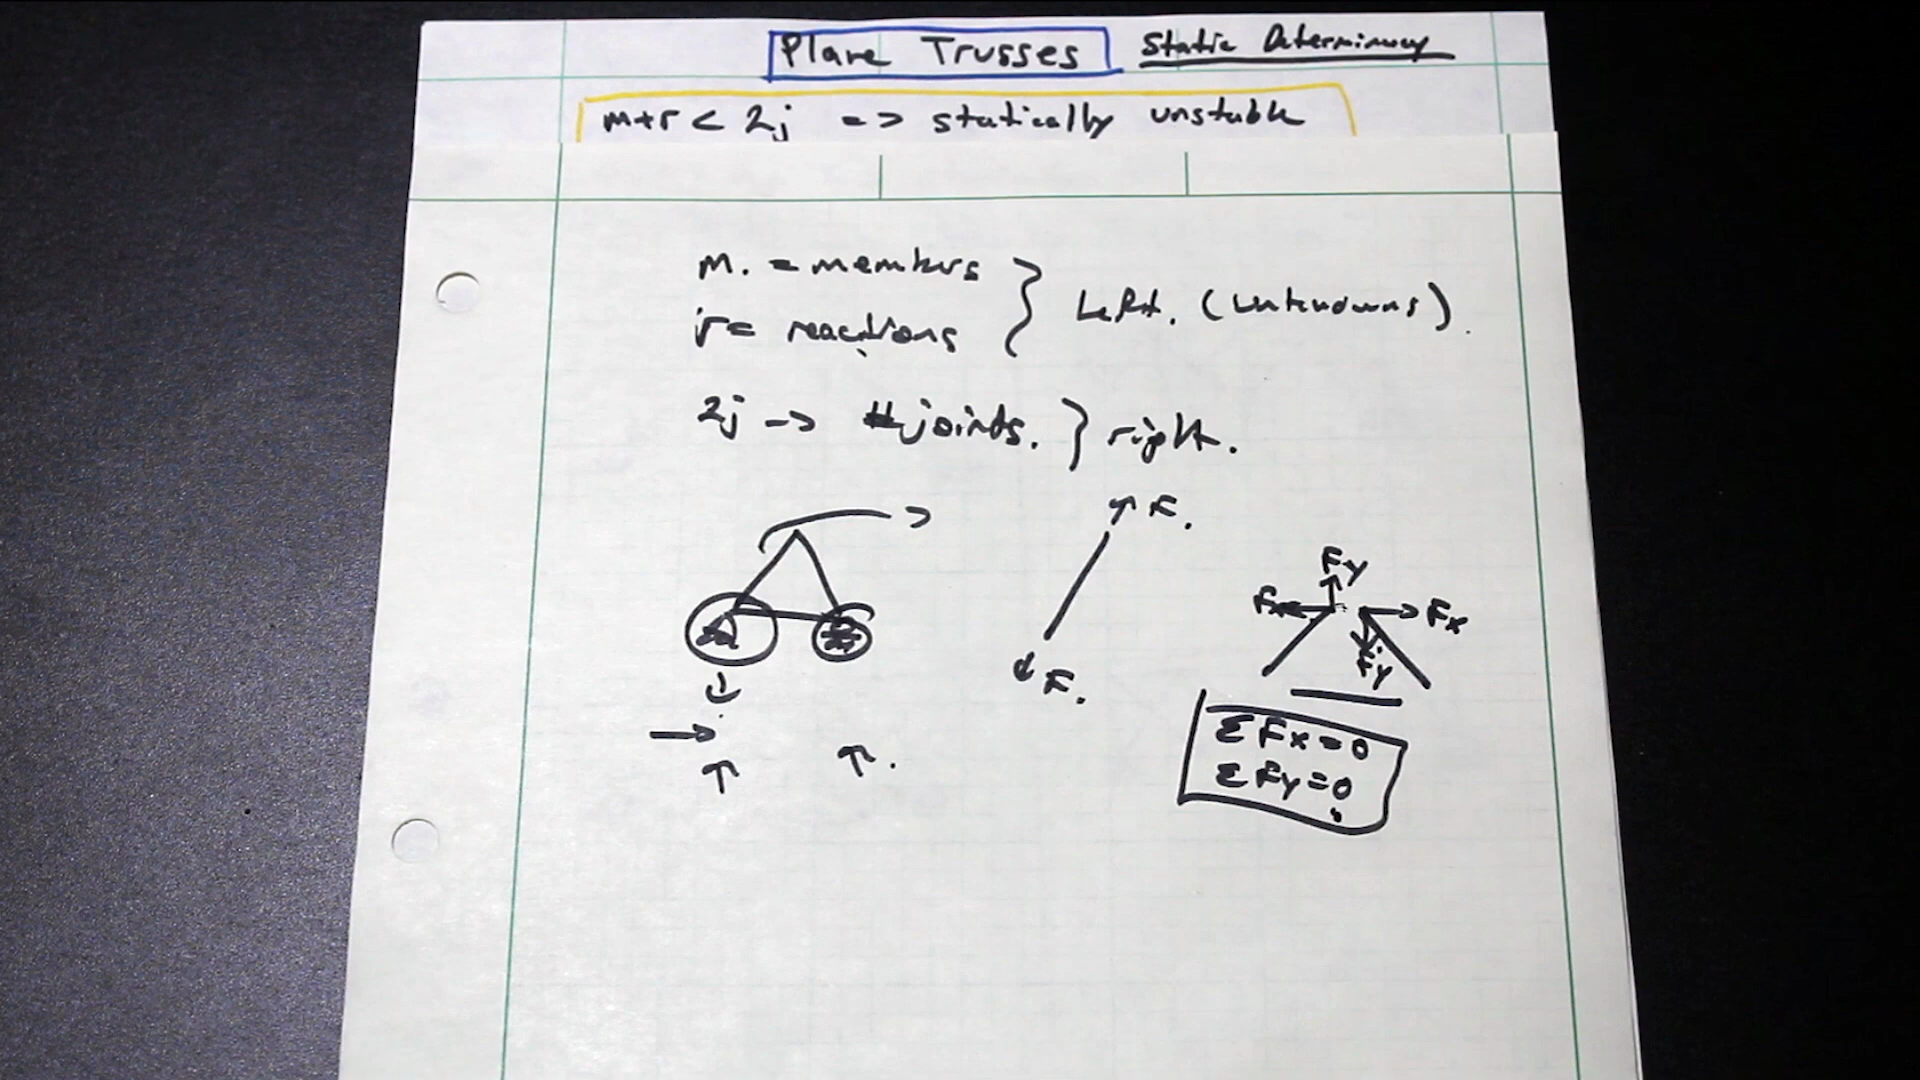 Plane Trusses Static Determinacy
m+r < 2j => statically unstable
m. = members
r = reactions
} Left. (unknowns).
2j -> # joints. } right.
F.
F.
Fy
Fx
Fx
Fy
ΣFx=0
ΣFy=0